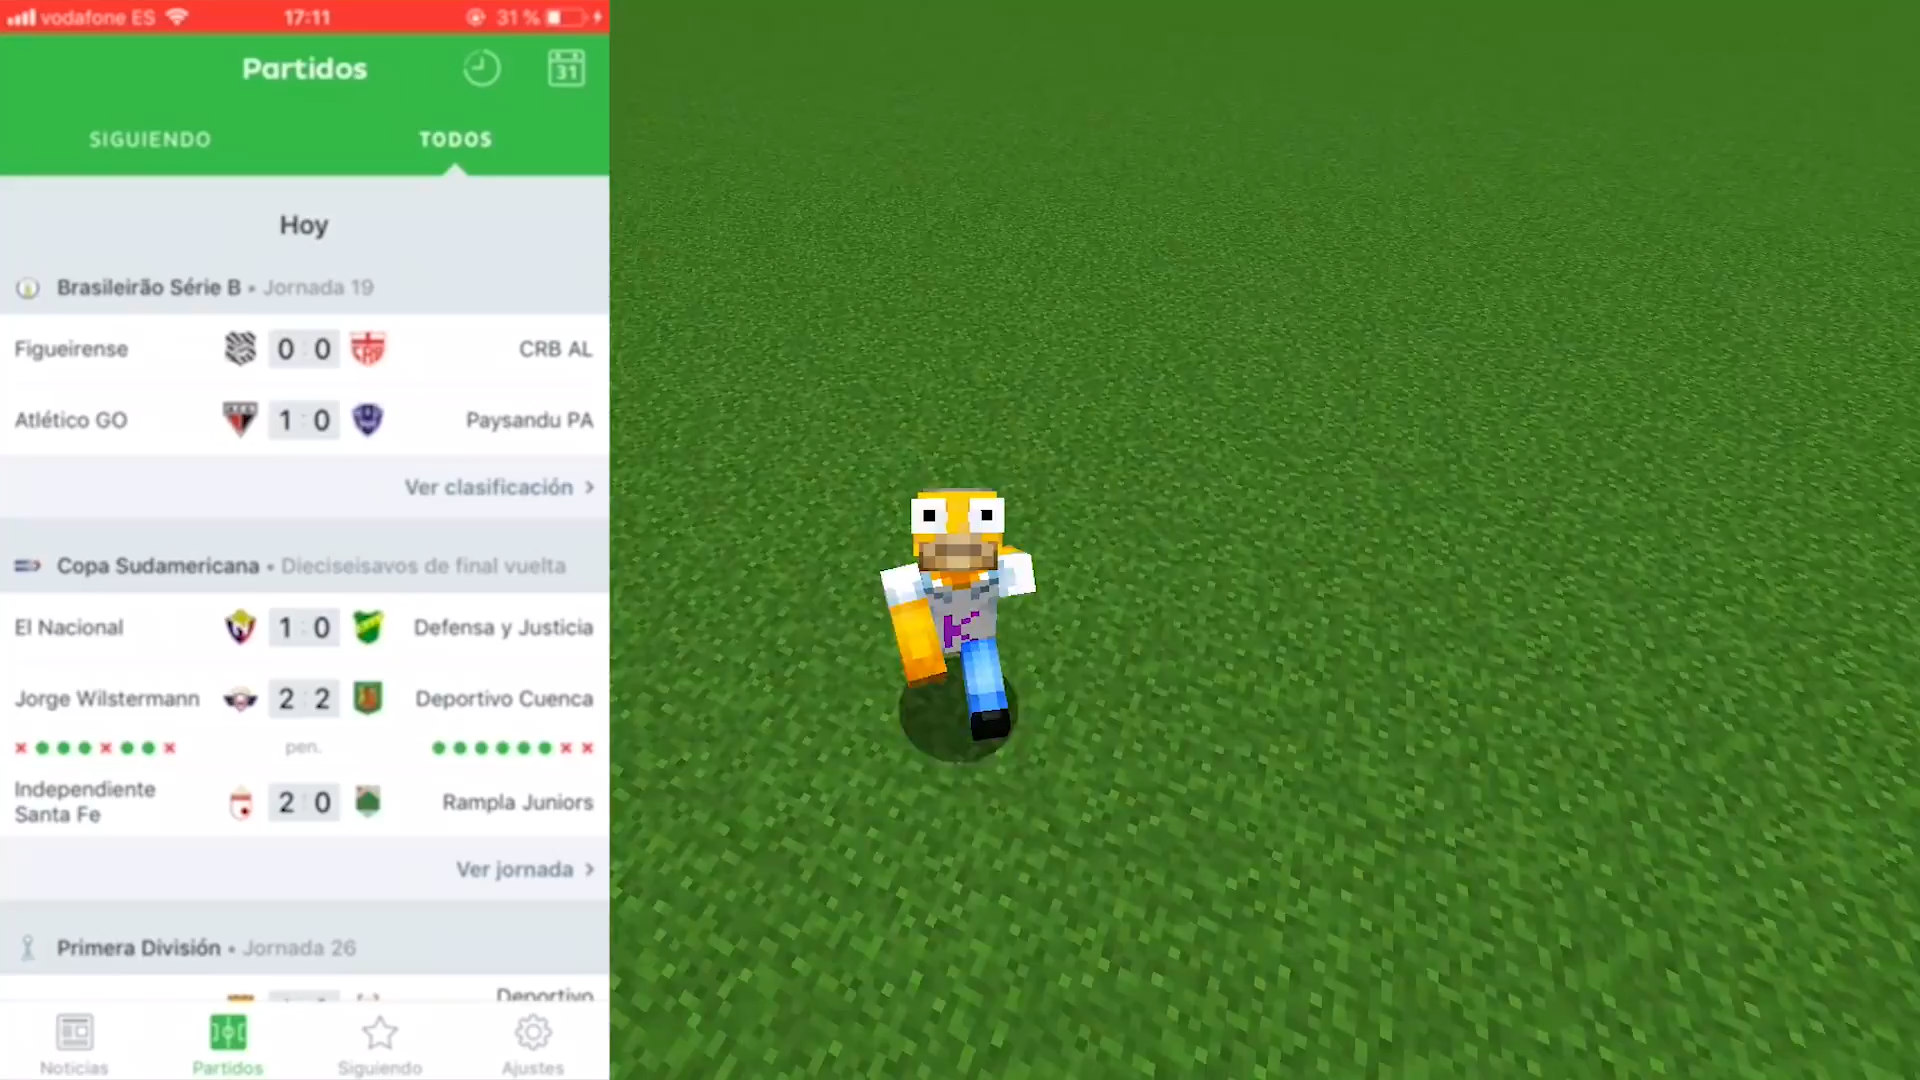 vodafone ES 17:11 31 %
Partidos 31
SIGUIENDO TODOS
Hoy
Brasileirão Série B • Jornada 19
Figueirense 0 : 0 CRB AL
Atlético GO 1 : 0 Paysandu PA
Ver clasificación >
Copa Sudamericana • Dieciseisavos de final vuelta
El Nacional 1 : 0 Defensa y Justicia
Jorge Wilstermann 2 : 2 Deportivo Cuenca
pen.
Independiente
Santa Fe 2 : 0 Rampla Juniors
Ver jornada >
Primera División • Jornada 26
Deportivo
Noticias Partidos Siguiendo Ajustes
K